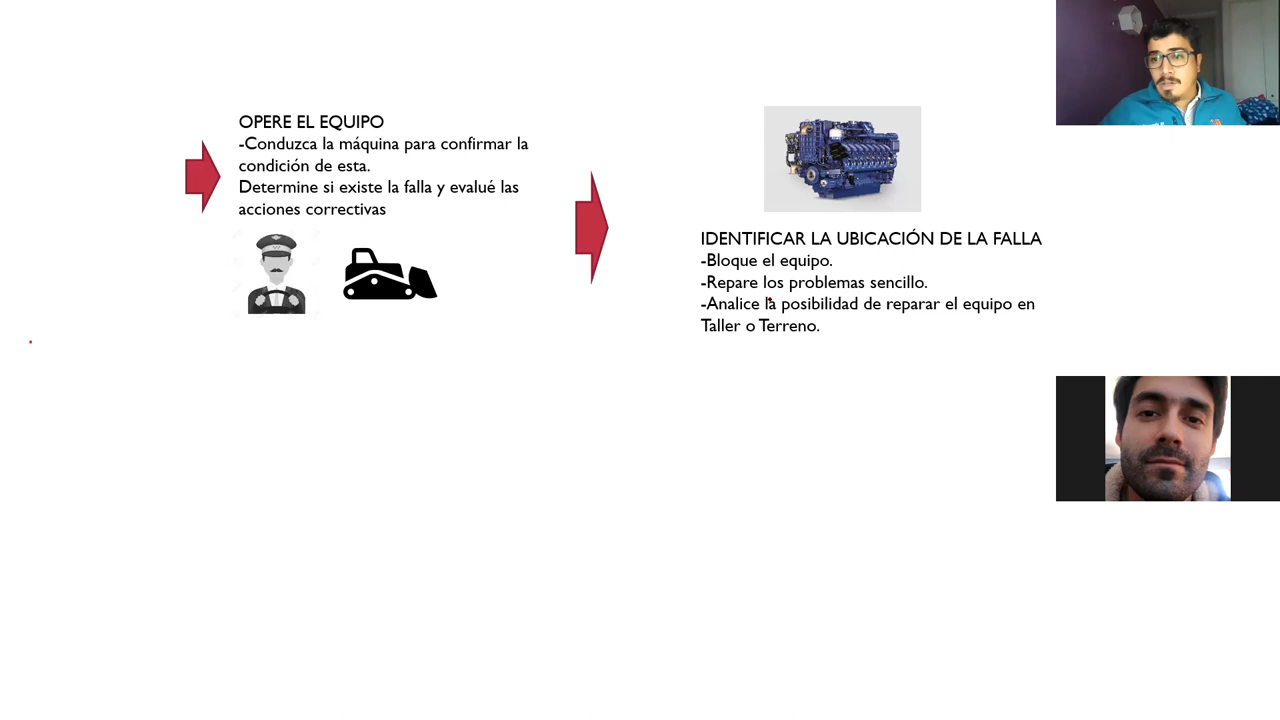 OPERE EL EQUIPO
-Conduzca la máquina para confirmar la
condición de esta.
Determine si existe la falla y evalué las
acciones correctivas
IDENTIFICAR LA UBICACIÓN DE LA FALLA
-Bloque el equipo.
-Repare los problemas sencillo.
-Analice la posibilidad de reparar el equipo en
Taller o Terreno.